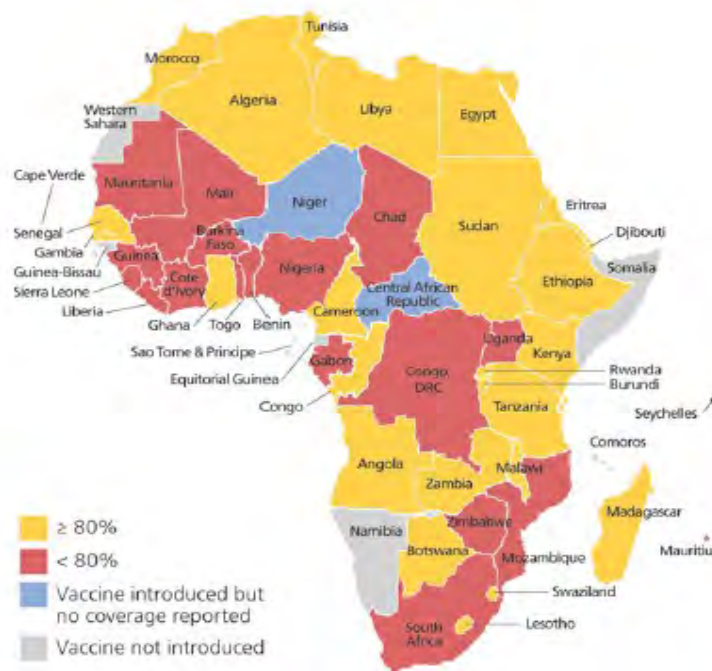 Tunisia
Morocco
Algeria
Libya
Egypt
Western
Sahara
Cape Verde
Mauritania
Mali
Niger
Chad
Sudan
Eritrea
Senegal
Gambia
Guinea-Bissau
Guinea
Sierra Leone
Liberia
Cote
d'Ivory
Burkina
Faso
Ghana
Togo
Benin
Nigeria
Djibouti
Somalia
Ethiopia
Cameroon
Central African
Republic
Sao Tome & Principe
Equitorial Guinea
Gabon
Congo
Congo
DRC
Uganda
Kenya
Rwanda
Burundi
Tanzania
Seychelles
Comoros
Angola
Zambia
Malawi
Madagascar
Mauritiu
Namibia
Zimbabwe
Botswana
Mozambique
Swaziland
South
Africa
Lesotho
≥ 80%
< 80%
Vaccine introduced but
no coverage reported
Vaccine not introduced